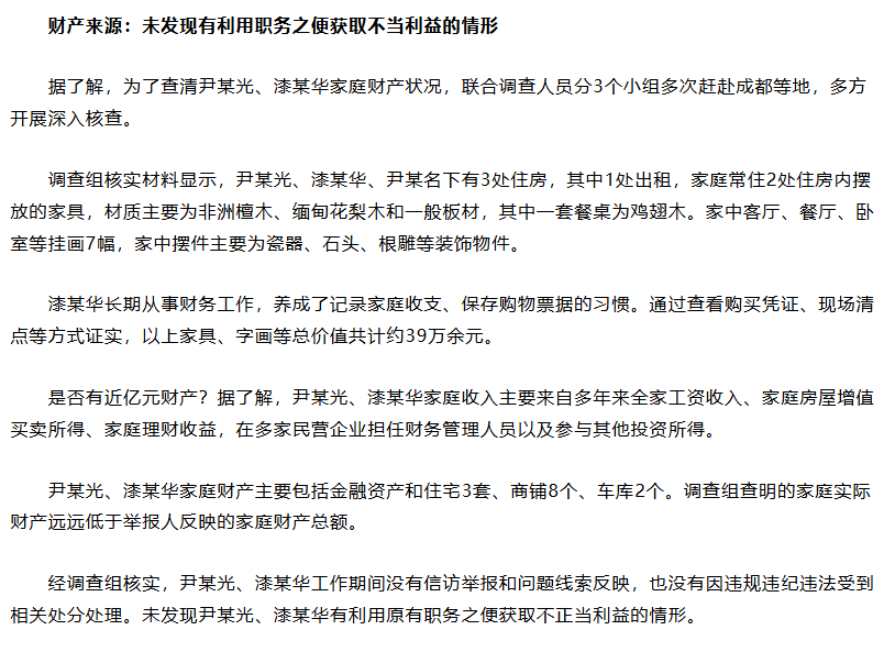 财产来源：未发现有利用职务之便获取不当利益的情形
据了解，为了查清尹某光、漆某华家庭财产状况，联合调查人员分3个小组多次赶赴成都等地，多方
开展深入核查。
调查组核实材料显示，尹某光、漆某华、尹某名下有3处住房，其中1处出租，家庭常住2处住房内摆
放的家具，材质主要为非洲檀木、缅甸花梨木和一般板材，其中一套餐桌为鸡翅木。家中客厅、餐厅、卧
室等挂画7幅，家中摆件主要为瓷器、石头、根雕等装饰物件。
漆某华长期从事财务工作，养成了记录家庭收支、保存购物票据的习惯。通过查看购买凭证、现场清
点等方式证实，以上家具、字画等总价值共计约39万余元。
是否有近亿元财产？据了解，尹某光、漆某华家庭收入主要来自多年来全家工资收入、家庭房屋增值
买卖所得、家庭理财收益，在多家民营企业担任财务管理人员以及参与其他投资所得。
尹某光、漆某华家庭财产主要包括金融资产和住宅3套、商铺8个、车库2个。调查组查明的家庭实际
财产远远低于举报人反映的家庭财产总额。
经调查组核实，尹某光、漆某华工作期间没有信访举报和问题线索反映，也没有因违规违纪违法受到
相关处分处理。未发现尹某光、漆某华有利用原有职务之便获取不正当利益的情形。